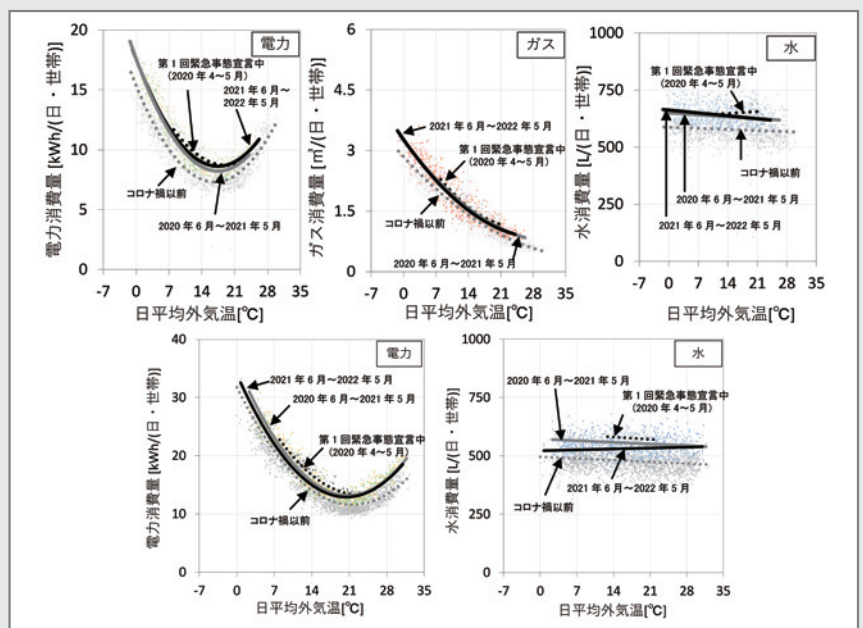 電力
電力消費量 [kWh/(日・世帯)]
20
15
10
5
0
第1回緊急事態宣言中
(2020年4~5月)
2021年6月~
2022年5月
コロナ禍以前
2020年6月~2021年5月
-7 0 7 14 21 28 35
日平均外気温[℃]
ガス
ガス消費量 [㎥/(日・世帯)]
6
4.5
3
1.5
0
2021年6月~2022年5月
第1回緊急事態宣言中
(2020年4~5月)
コロナ禍以前
2020年6月~2021年5月
-7 0 7 14 21 28 35
日平均外気温[℃]
水
水消費量 [L/(日・世帯)]
1000
750
500
250
0
第1回緊急事態宣言中
(2020年4~5月)
コロナ禍以前
2020年6月~2021年5月
2021年6月~2022年5月
-7 0 7 14 21 28 35
日平均外気温[℃]
電力
電力消費量 [kWh/(日・世帯)]
40
30
20
10
0
2021年6月~2022年5月
2020年6月~2021年5月
第1回緊急事態宣言中
(2020年4~5月)
コロナ禍以前
-7 0 7 14 21 28 35
日平均外気温[℃]
水
水消費量 [L/(日・世帯)]
1000
750
500
250
0
2020年6月~2021年5月
第1回緊急事態宣言中
(2020年4~5月)
コロナ禍以前
2021年6月~2022年5月
-7 0 7 14 21 28 35
日平均外気温[℃]